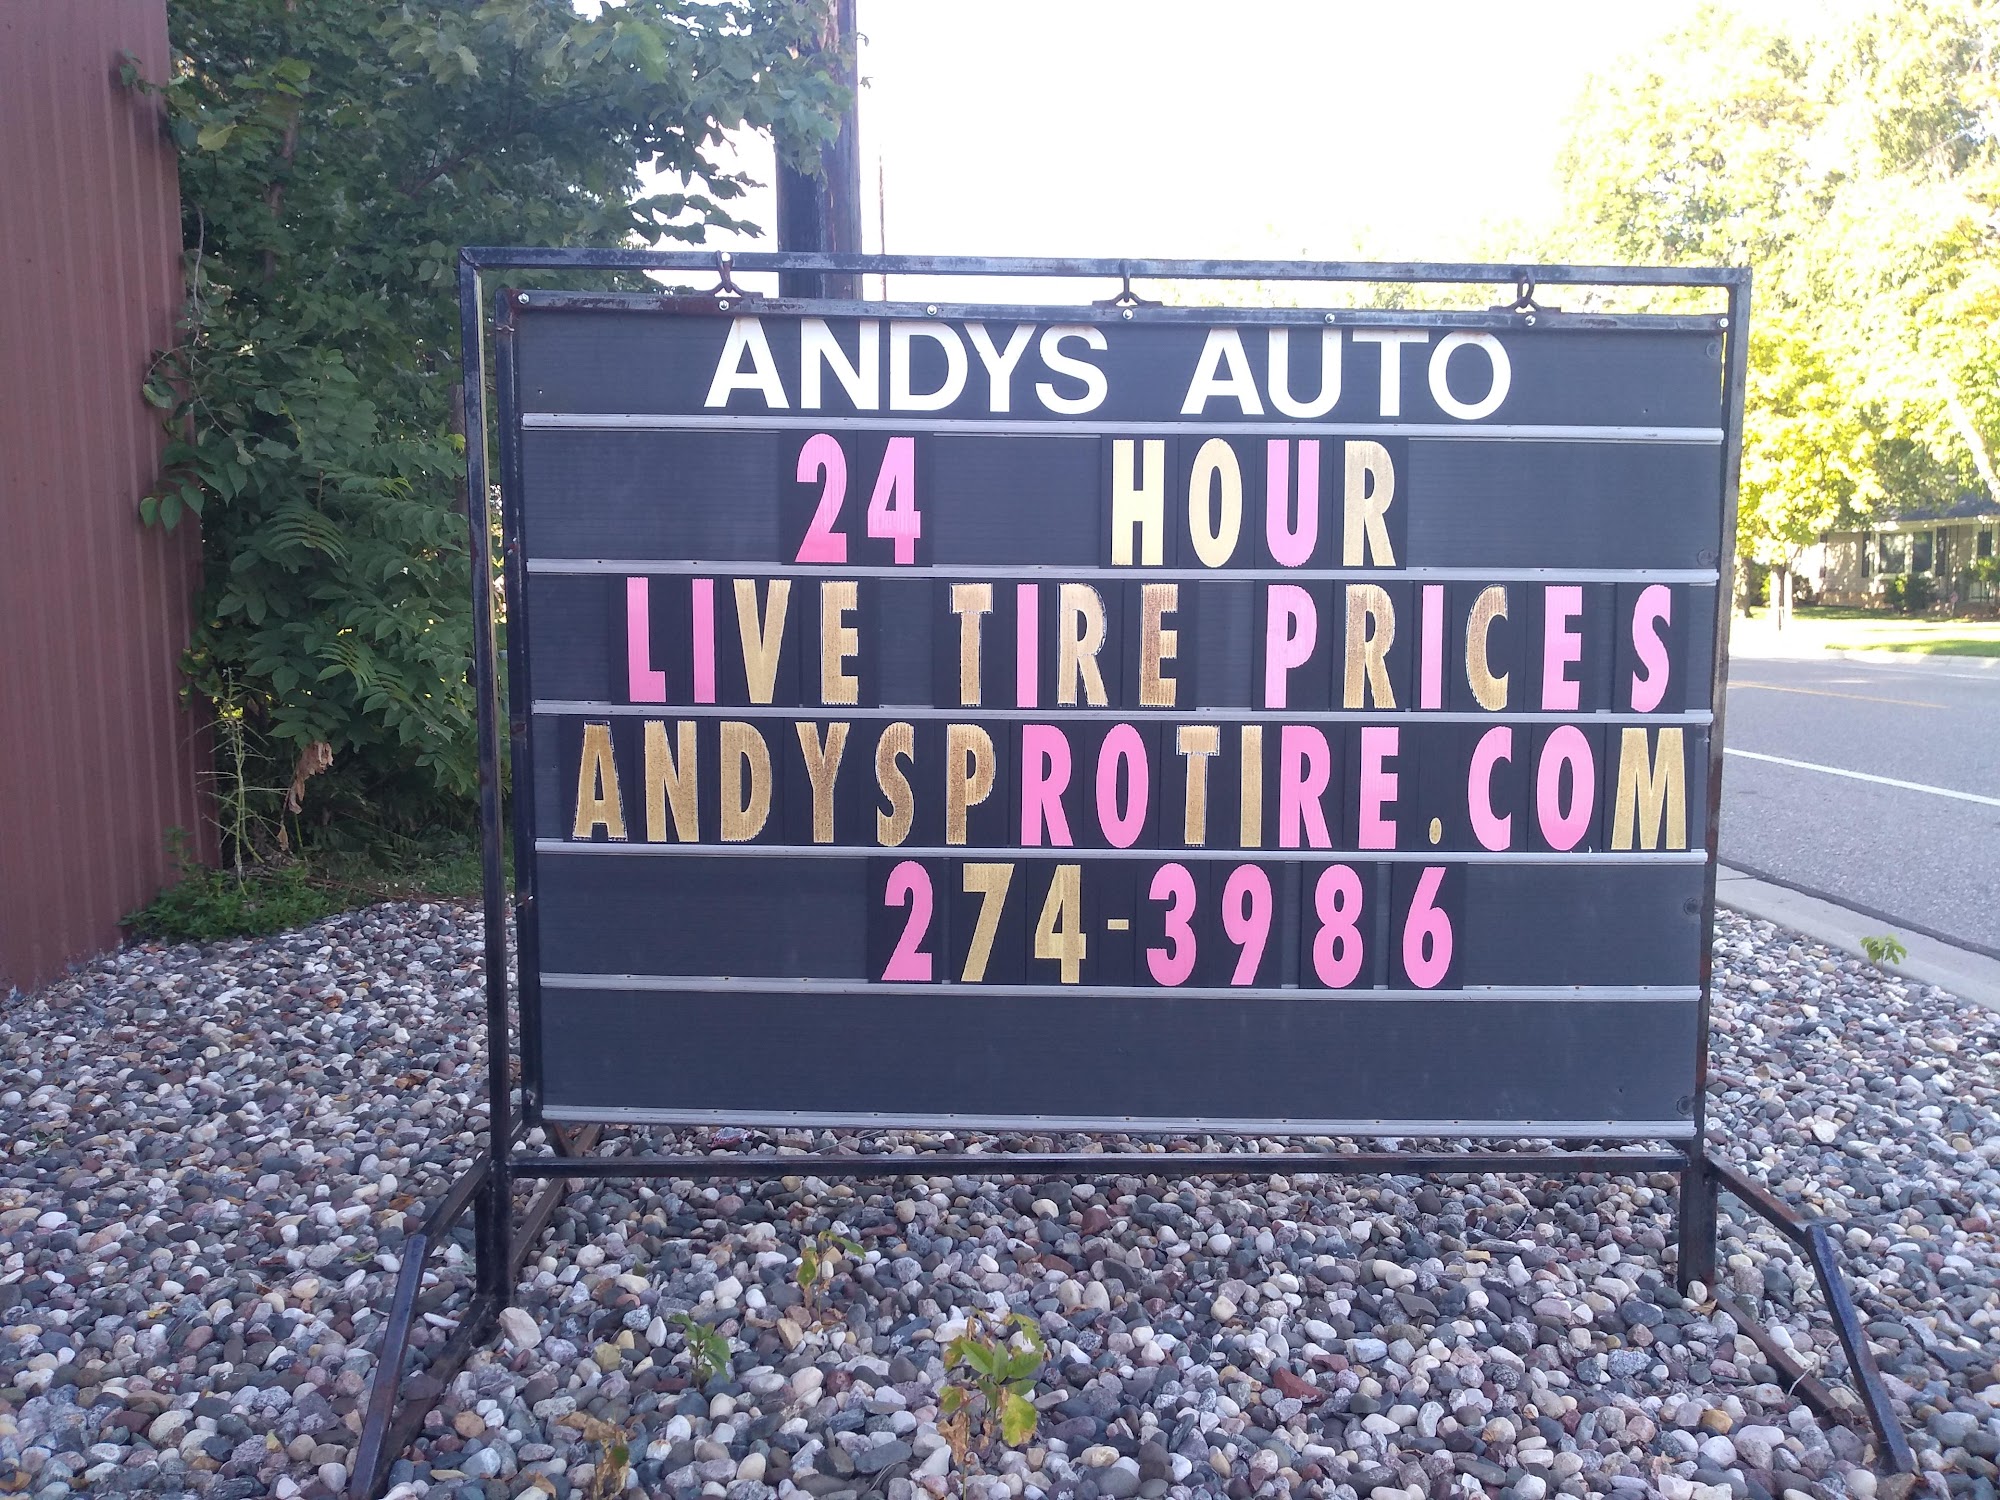 ANDYS AUTO
24 HOUR
LIVE TIRE PRICES
ANDYSPROTIRE.COM
274-3986